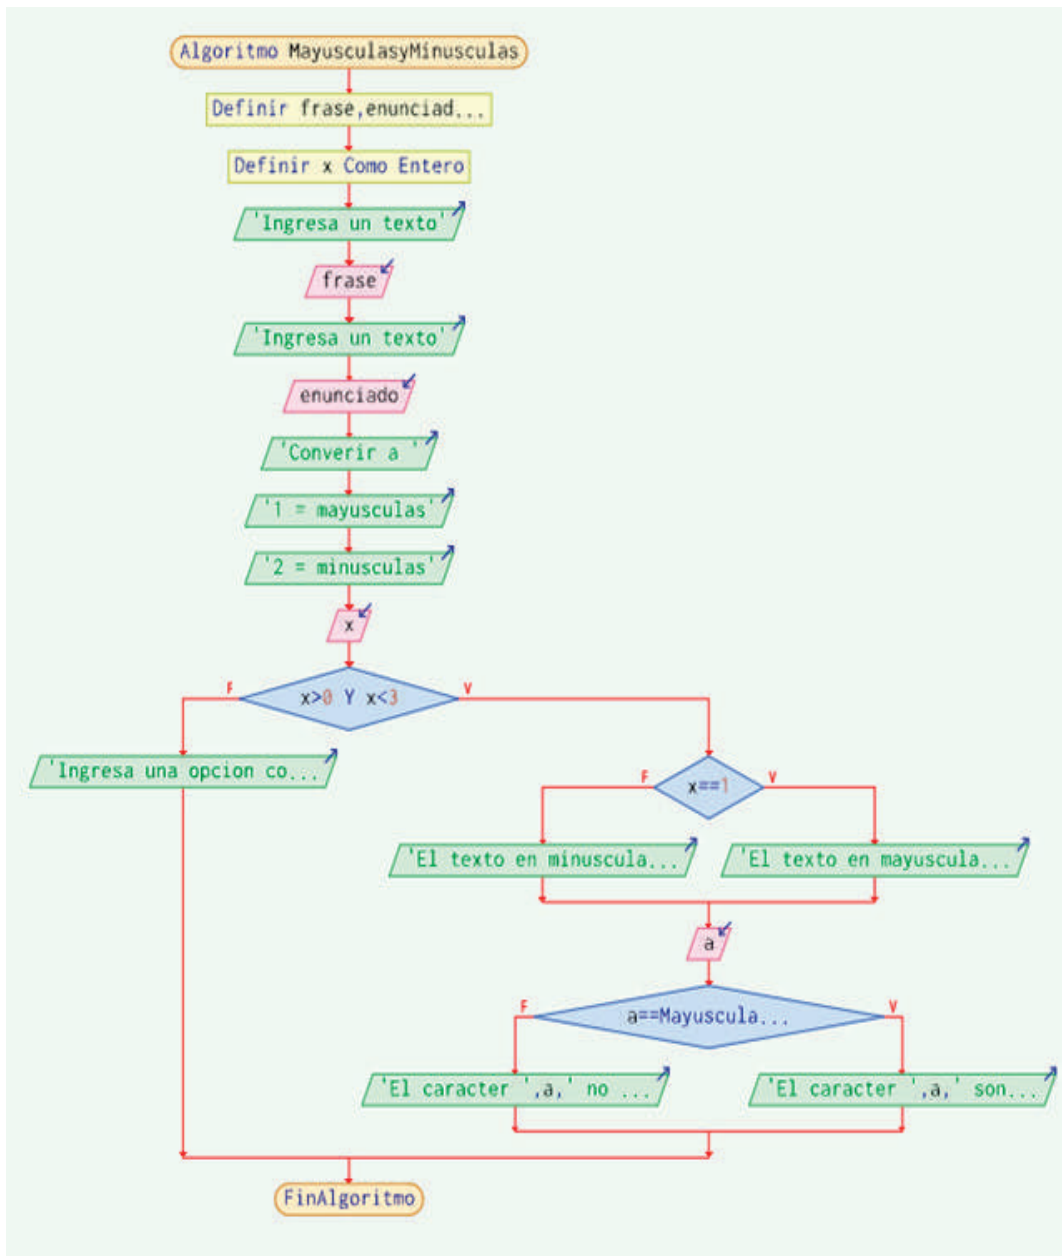 Algoritmo MayusculasyMinusculas
Definir frase,enunciad...
Definir x Como Entero
'Ingresa un texto'
frase
'Ingresa un texto'
enunciado
'Converir a '
'1 = mayusculas'
'2 = minusculas'
x
F
x>0 Y x<3
V
'Ingresa una opcion co...
F
x==1
V
'El texto en minuscula...
'El texto en mayuscula...
a
F
a==Mayuscula...
V
'El caracter ',a,' no ...
'El caracter ',a,' son...
FinAlgoritmo